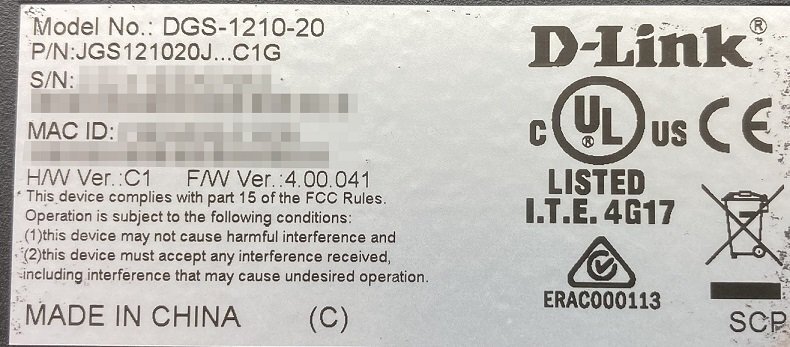 Model No.: DGS-1210-20
P/N:JGS121020J...C1G
S/N:
MAC ID:
H/W Ver.:C1 F/W Ver.:4.00.041
This device complies with part 15 of the FCC Rules.
Operation is subject to the following conditions:
(1)this device may not cause harmful interference and
(2)this device must accept any interference received,
including interference that may cause undesired operation.
MADE IN CHINA (C)
D-Link®
C UL® US CE
LISTED
I.T.E. 4G17
ERAC000113
SCP